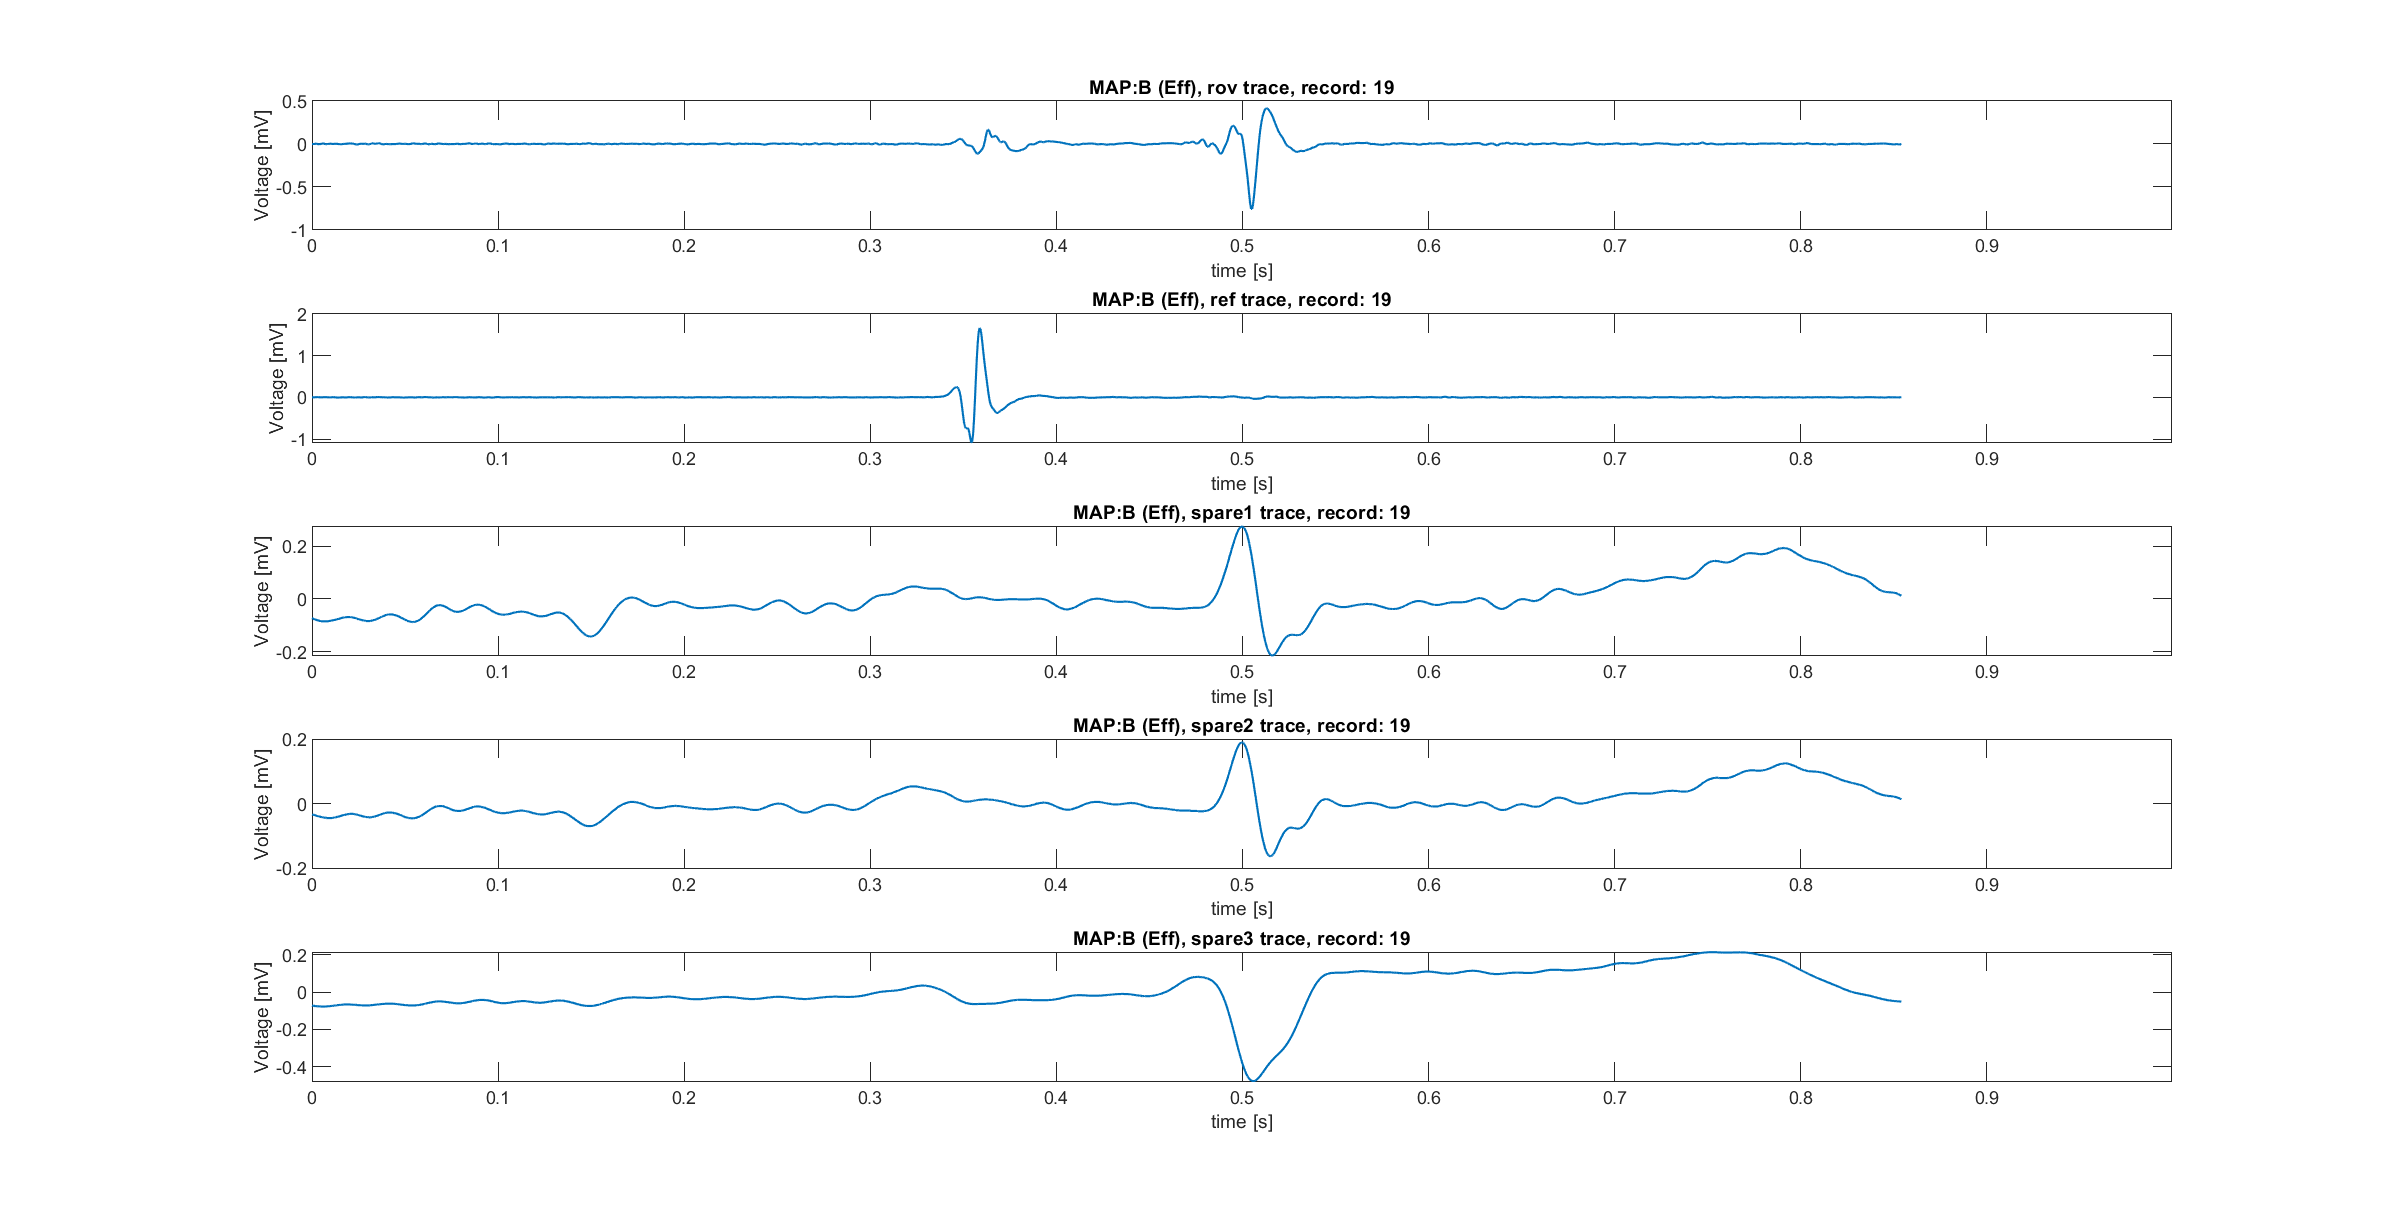 MAP:B (Eff), rov trace, record: 19
Voltage [mV]
0.5
0
-0.5
-1
0 0.1 0.2 0.3 0.4 0.5 0.6 0.7 0.8 0.9
time [s]
MAP:B (Eff), ref trace, record: 19
Voltage [mV]
2
1
0
-1
0 0.1 0.2 0.3 0.4 0.5 0.6 0.7 0.8 0.9
time [s]
MAP:B (Eff), spare1 trace, record: 19
Voltage [mV]
0.2
0
-0.2
0 0.1 0.2 0.3 0.4 0.5 0.6 0.7 0.8 0.9
time [s]
MAP:B (Eff), spare2 trace, record: 19
Voltage [mV]
0.2
0
-0.2
0 0.1 0.2 0.3 0.4 0.5 0.6 0.7 0.8 0.9
time [s]
MAP:B (Eff), spare3 trace, record: 19
Voltage [mV]
0.2
0
-0.2
-0.4
0 0.1 0.2 0.3 0.4 0.5 0.6 0.7 0.8 0.9
time [s]